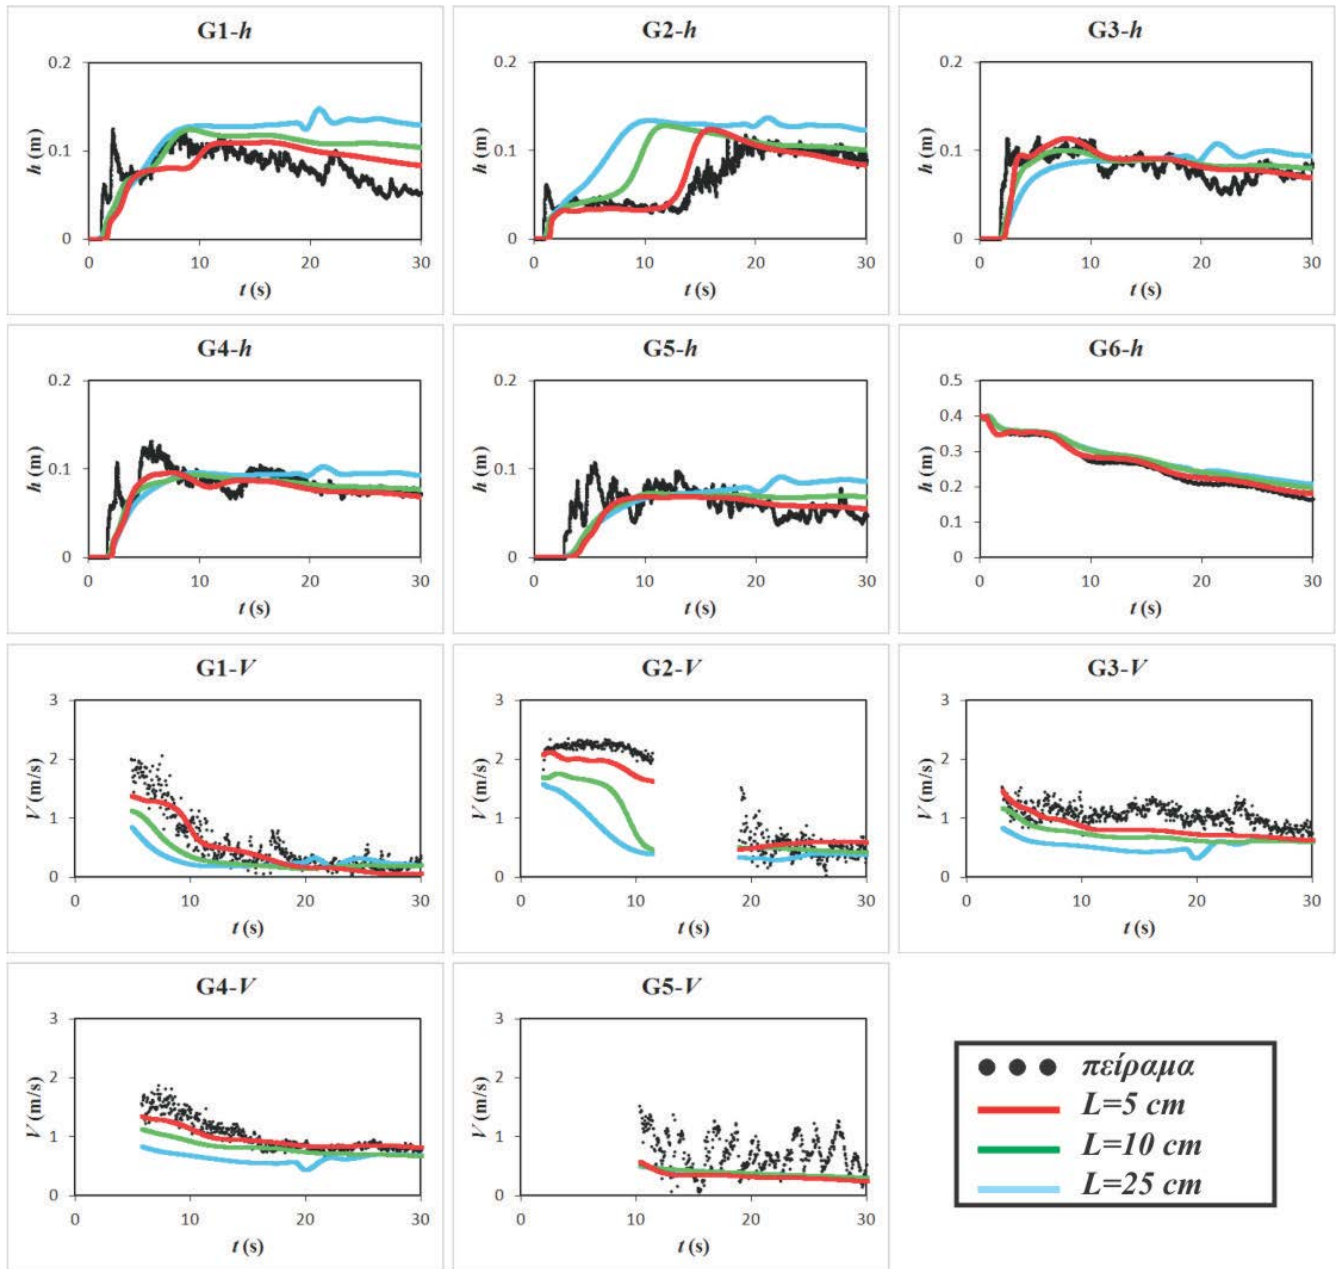 G1-h
h (m)
0.2
0.1
0
0 10 20 30
t (s)
G2-h
h (m)
0.2
0.1
0
0 10 20 30
t (s)
G3-h
h (m)
0.2
0.1
0
0 10 20 30
t (s)
G4-h
h (m)
0.2
0.1
0
0 10 20 30
t (s)
G5-h
h (m)
0.2
0.1
0
0 10 20 30
t (s)
G6-h
h (m)
0.5
0.4
0.3
0.2
0.1
0
0 10 20 30
t (s)
G1-V
V (m/s)
3
2
1
0
0 10 20 30
t (s)
G2-V
V (m/s)
3
2
1
0
0 10 20 30
t (s)
G3-V
V (m/s)
3
2
1
0
0 10 20 30
t (s)
G4-V
V (m/s)
3
2
1
0
0 10 20 30
t (s)
G5-V
V (m/s)
3
2
1
0
0 10 20 30
t (s)
πείραμα
L=5 cm
L=10 cm
L=25 cm